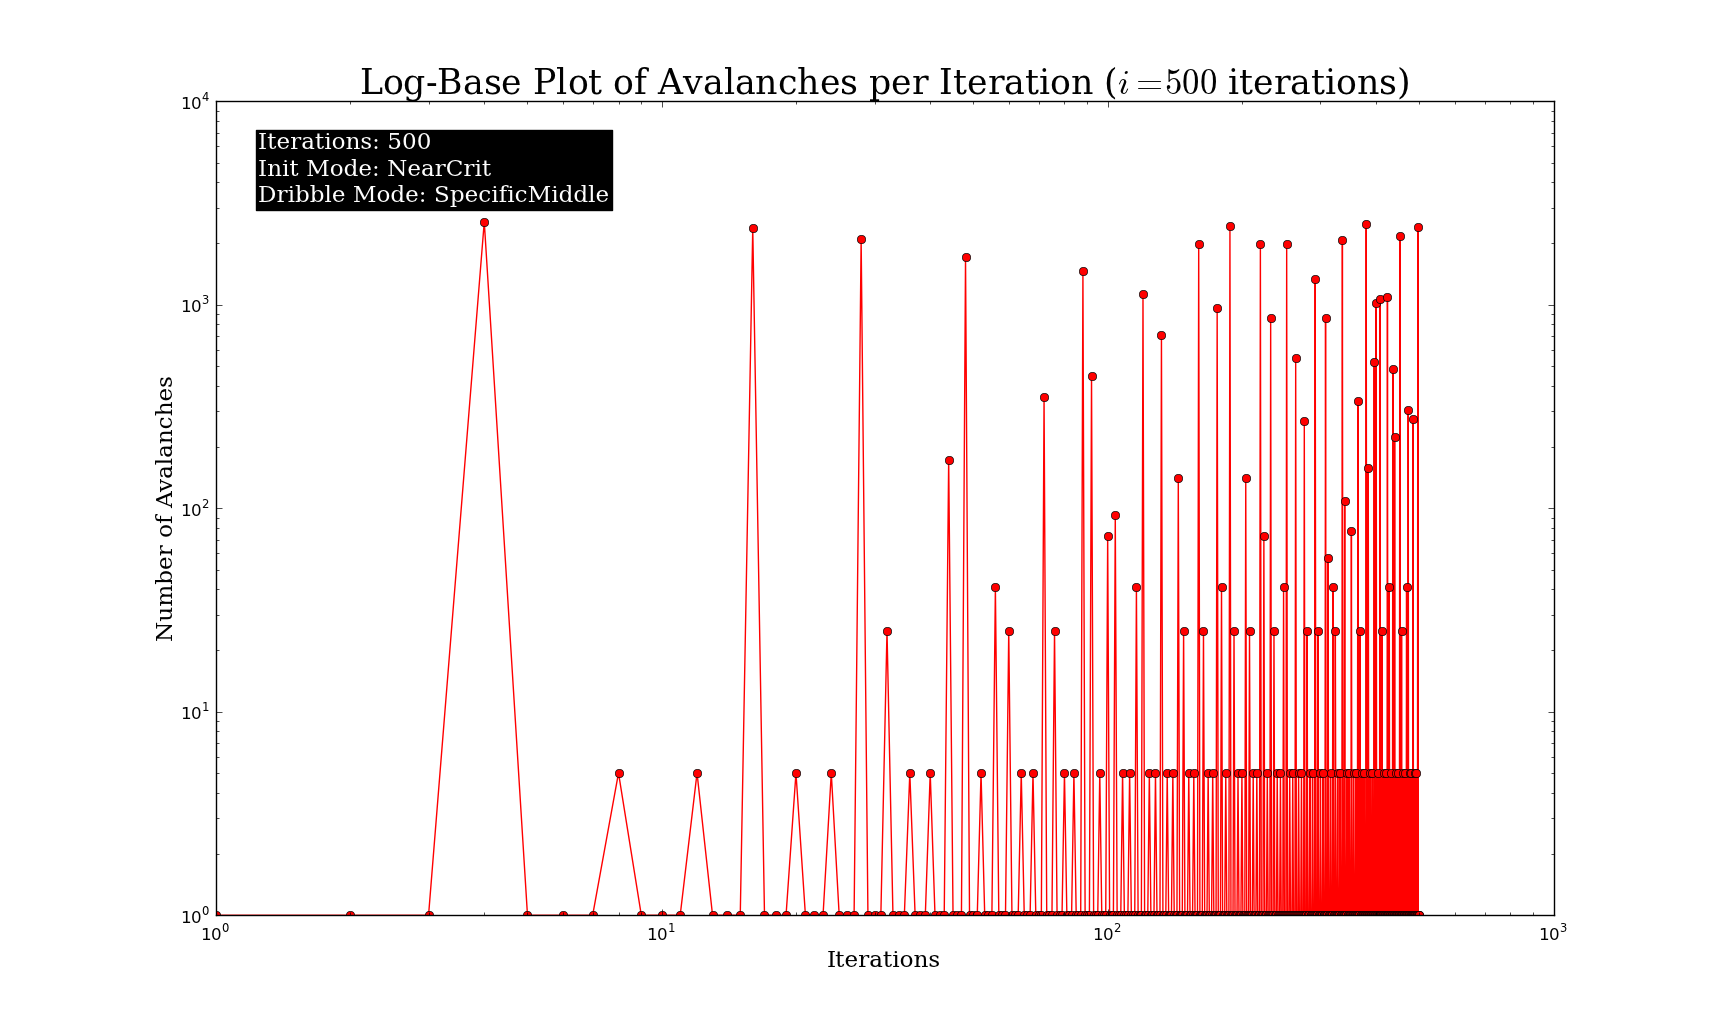 Log-Base Plot of Avalanches per Iteration (i = 500 iterations)
10^4
Iterations: 500
Init Mode: NearCrit
Dribble Mode: SpecificMiddle
10^3
Number of Avalanches
10^2
10^1
10^0
10^0 10^1 10^2 10^3
Iterations